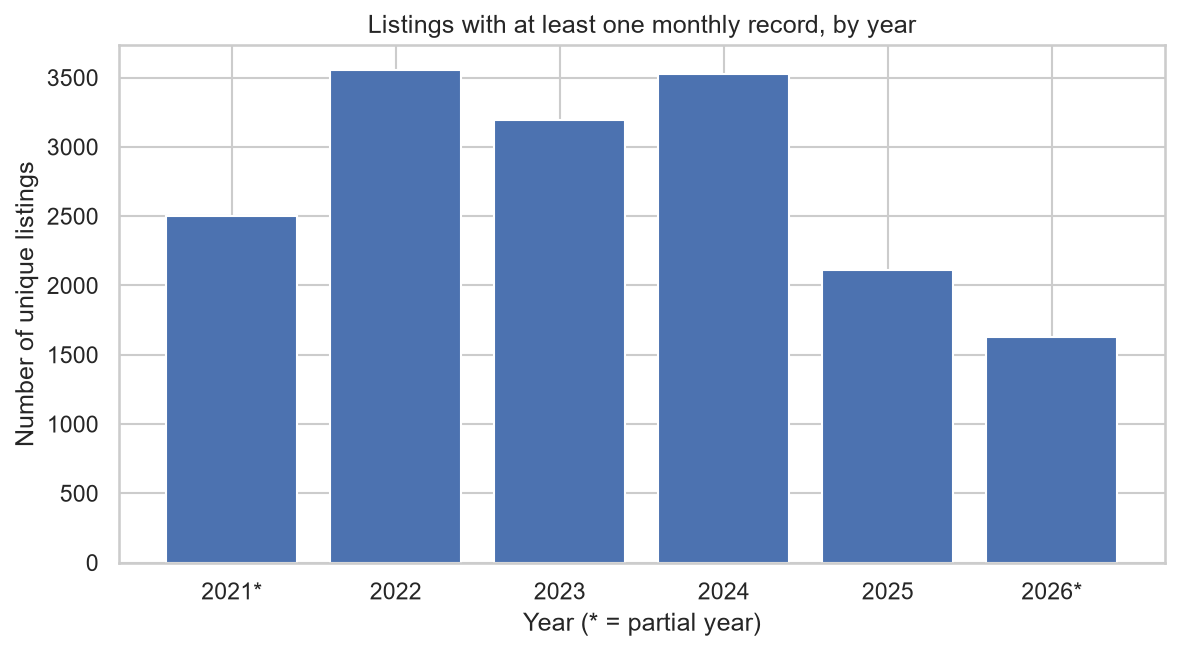 Listings with at least one monthly record, by year
Number of unique listings
3500
3000
2500
2000
1500
1000
500
0
2021* 2022 2023 2024 2025 2026*
Year (* = partial year)